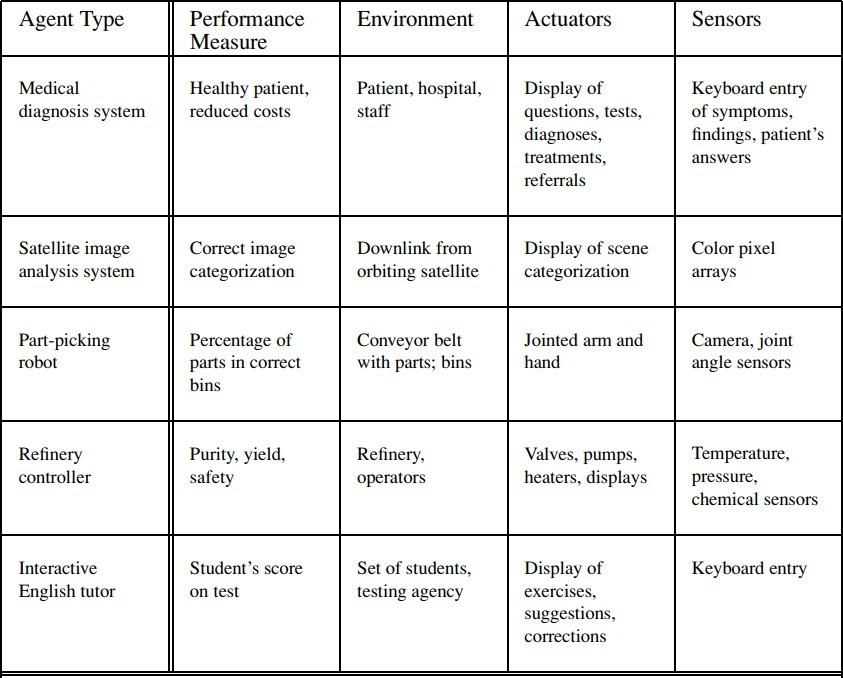 Agent Type
Performance
Measure
Environment
Actuators
Sensors
Medical
diagnosis system
Healthy patient,
reduced costs
Patient, hospital,
staff
Display of
questions, tests,
diagnoses,
treatments,
referrals
Keyboard entry
of symptoms,
findings, patient’s
answers
Satellite image
analysis system
Correct image
categorization
Downlink from
orbiting satellite
Display of scene
categorization
Color pixel
arrays
Part-picking
robot
Percentage of
parts in correct
bins
Conveyor belt
with parts; bins
Jointed arm and
hand
Camera, joint
angle sensors
Refinery
controller
Purity, yield,
safety
Refinery,
operators
Valves, pumps,
heaters, displays
Temperature,
pressure,
chemical sensors
Interactive
English tutor
Student’s score
on test
Set of students,
testing agency
Display of
exercises,
suggestions,
corrections
Keyboard entry